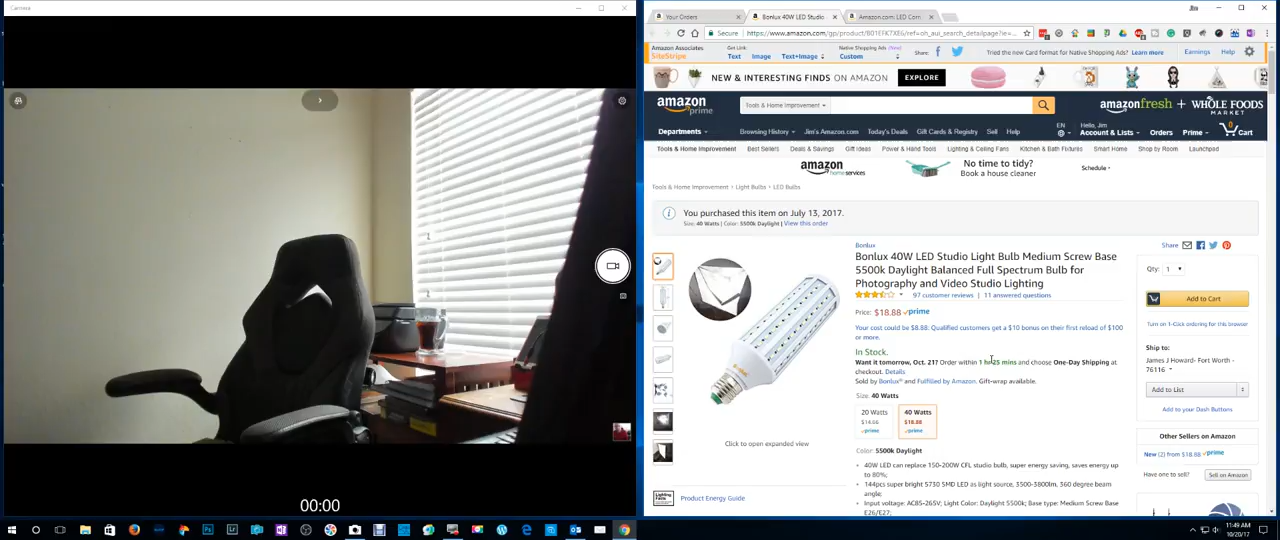 Camera
00:00
Jim
Your Orders
Bonlux 40W LED Studio
Amazon.com: LED Corn
Secure
https://www.amazon.com/gp/product/B01EFK7XE6/ref=oh_aui_search_detailpage?ie=...
Amazon Associates
SiteStripe
Get Link:
Text
Image
Text+Image
Native Shopping Ads (New)
Custom
Share:
Tried the new Card format for Native Shopping Ads? Learn more
Earnings
Help
NEW & INTERESTING FINDS ON AMAZON
EXPLORE
amazon
prime
Tools & Home Improvement
amazonfresh + WHOLE FOODS MARKET
Departments
Browsing History
Jim's Amazon.com
Today's Deals
Gift Cards & Registry
Sell
Help
EN
Hello, Jim
Account & Lists
Orders
Prime
0
Cart
Tools & Home Improvement
Best Sellers
Deals & Savings
Gift Ideas
Power & Hand Tools
Lighting & Ceiling Fans
Kitchen & Bath Fixtures
Smart Home
Shop by Room
Launchpad
amazon
home services
No time to tidy?
Book a house cleaner
Schedule
Tools & Home Improvement › Light Bulbs › LED Bulbs
You purchased this item on July 13, 2017.
Size: 40 Watts | Color: 5500k Daylight | View this order
Click to open expanded view
Lighting Facts
Product Energy Guide
Bonlux
Bonlux 40W LED Studio Light Bulb Medium Screw Base
5500k Daylight Balanced Full Spectrum Bulb for
Photography and Video Studio Lighting
97 customer reviews | 11 answered questions
Price: $18.88 prime
Your cost could be $8.88: Qualified customers get a $10 bonus on their first reload of $100
or more.
In Stock.
Want it tomorrow, Oct. 21? Order within 1 hr 25 mins and choose One-Day Shipping at
checkout. Details
Sold by Bonlux® and Fulfilled by Amazon. Gift-wrap available.
Size: 40 Watts
20 Watts
$14.66
prime
40 Watts
$18.88
prime
Color: 5500k Daylight
• 40W LED can replace 150-200W CFL studio bulb, super energy saving, saves energy up
to 80%;
• 144pcs super bright 5730 SMD LED as light source, 3500-3800lm, 360 degree beam
angle;
• Input voltage: AC85-265V; Light Color: Daylight 5500k; Base type: Medium Screw Base
E26/E27;
Share
Qty: 1
Add to Cart
Turn on 1-Click ordering for this browser
Ship to:
James J Howard- Fort Worth -
76116
Add to List
Add to your Dash Buttons
Other Sellers on Amazon
New (2) from $18.88 prime
Have one to sell?
Sell on Amazon
11:49 AM
10/20/17